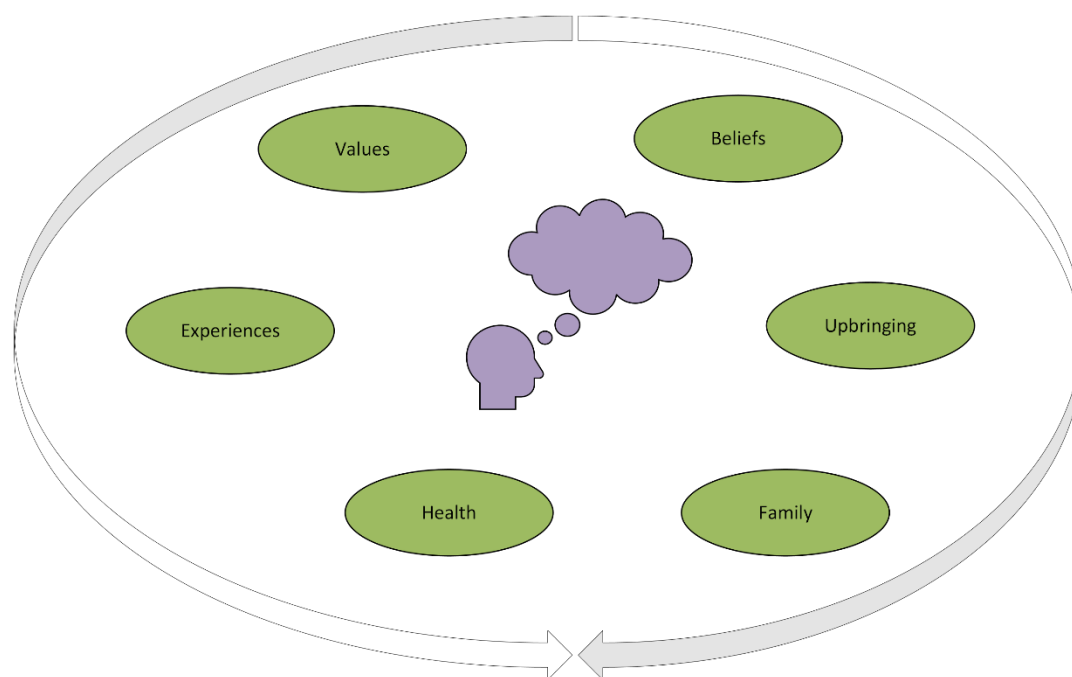 Values
Beliefs
Experiences
Upbringing
Health
Family